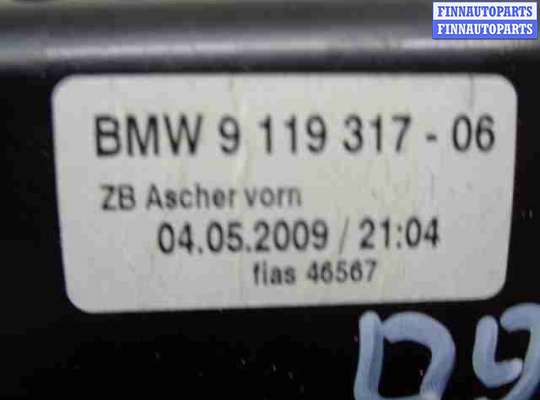 FINNAUTOPARTS
FINNAUTOPARTS
BMW 9 119 317 - 06
ZB Ascher vorn
04.05.2009 / 21:04
fias 46567